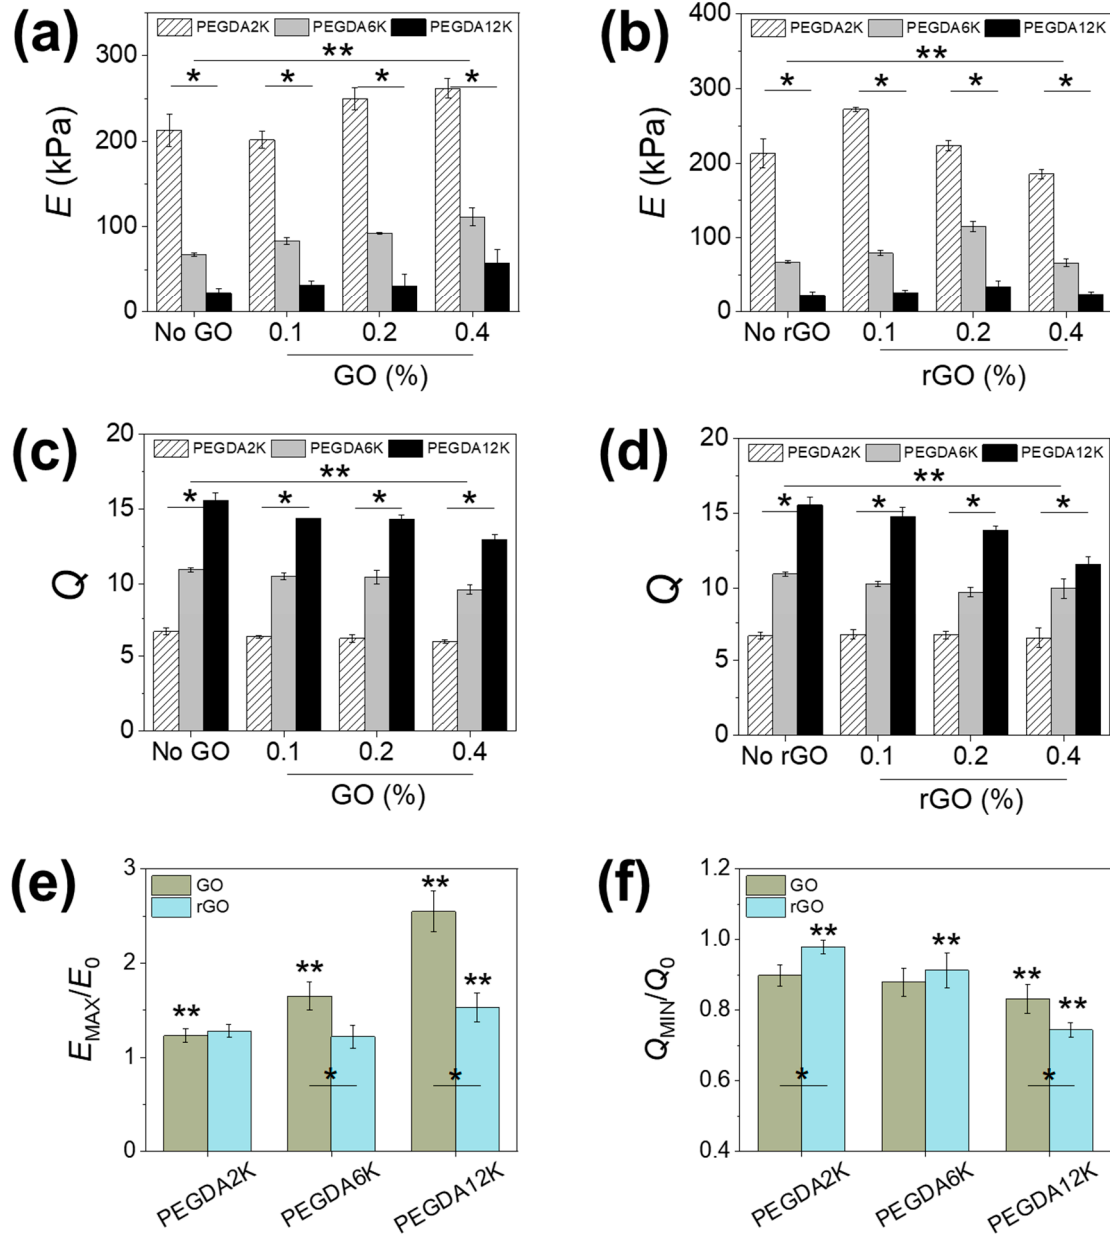 (a)
PEGDA2K PEGDA6K PEGDA12K
**
* * * *
E (kPa)
300
200
100
0
No GO 0.1 0.2 0.4
GO (%)
(b)
PEGDA2K PEGDA6K PEGDA12K
**
* * * *
E (kPa)
400
300
200
100
0
No rGO 0.1 0.2 0.4
rGO (%)
(c)
PEGDA2K PEGDA6K PEGDA12K
**
* * * *
Q
20
15
10
5
0
No GO 0.1 0.2 0.4
GO (%)
(d)
PEGDA2K PEGDA6K PEGDA12K
**
* * * *
Q
20
15
10
5
0
No rGO 0.1 0.2 0.4
rGO (%)
(e)
GO
rGO
E_MAX/E_0
3
2
1
0
** ** ** **
* *
PEGDA2K PEGDA6K PEGDA12K
(f)
GO
rGO
Q_MIN/Q_0
1.2
1.0
0.8
0.6
0.4
** ** ** **
* *
PEGDA2K PEGDA6K PEGDA12K